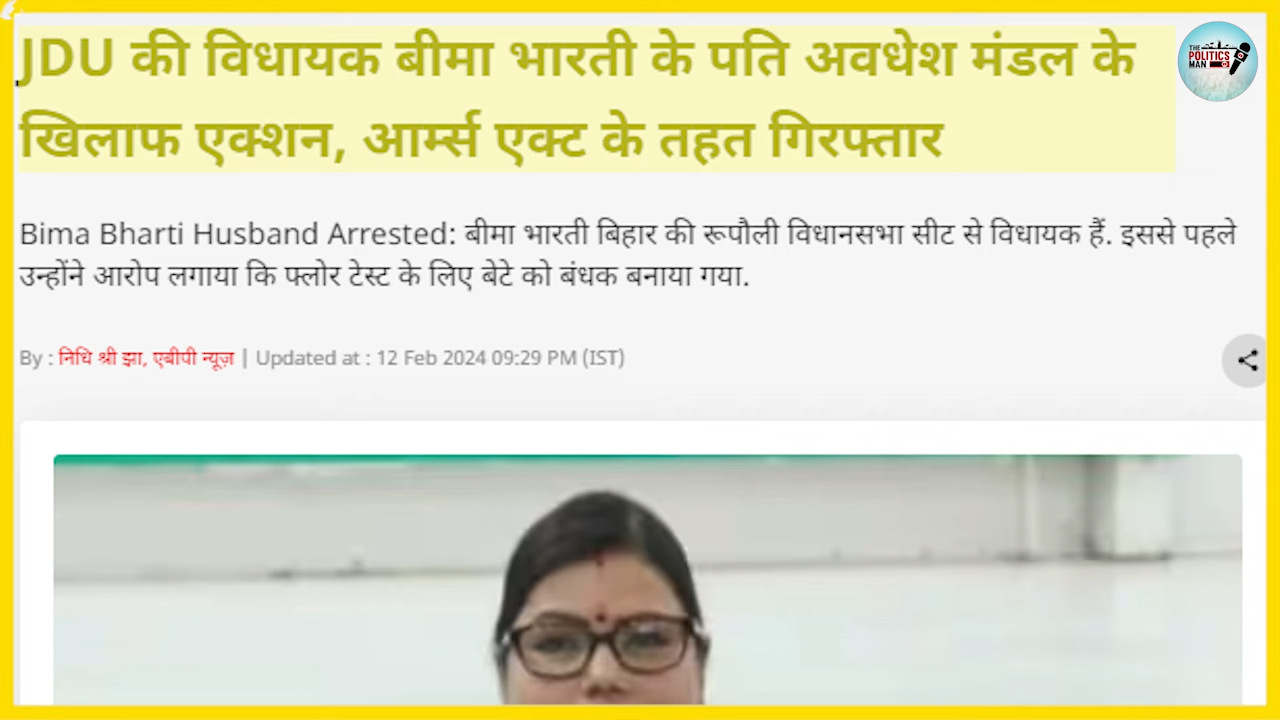 JDU की विधायक बीमा भारती के पति अवधेश मंडल के
खिलाफ एक्शन, आर्म्स एक्ट के तहत गिरफ्तार
THE
POLITICS
MAN
Bima Bharti Husband Arrested: बीमा भारती बिहार की रूपौली विधानसभा सीट से विधायक हैं. इससे पहले
उन्होंने आरोप लगाया कि फ्लोर टेस्ट के लिए बेटे को बंधक बनाया गया.
By : निधि श्री झा, एबीपी न्यूज़ | Updated at : 12 Feb 2024 09:29 PM (IST)